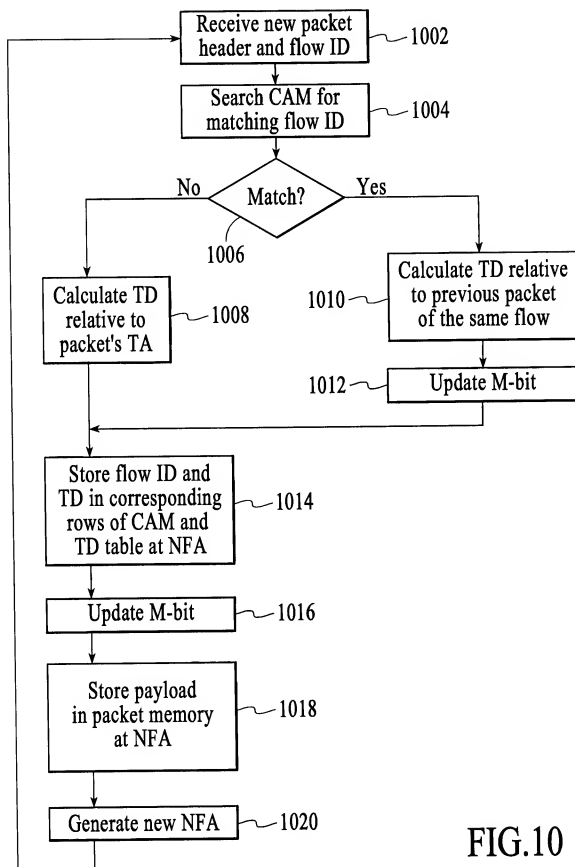 Receive new packet
header and flow ID
1002
Search CAM for
matching flow ID
1004
No
Match?
Yes
1006
Calculate TD
relative to
packet's TA
1008
1010
Calculate TD relative
to previous packet
of the same flow
1012
Update M-bit
Store flow ID and
TD in corresponding
rows of CAM and
TD table at NFA
1014
Update M-bit
1016
Store payload
in packet memory
at NFA
1018
Generate new NFA
1020
FIG.10